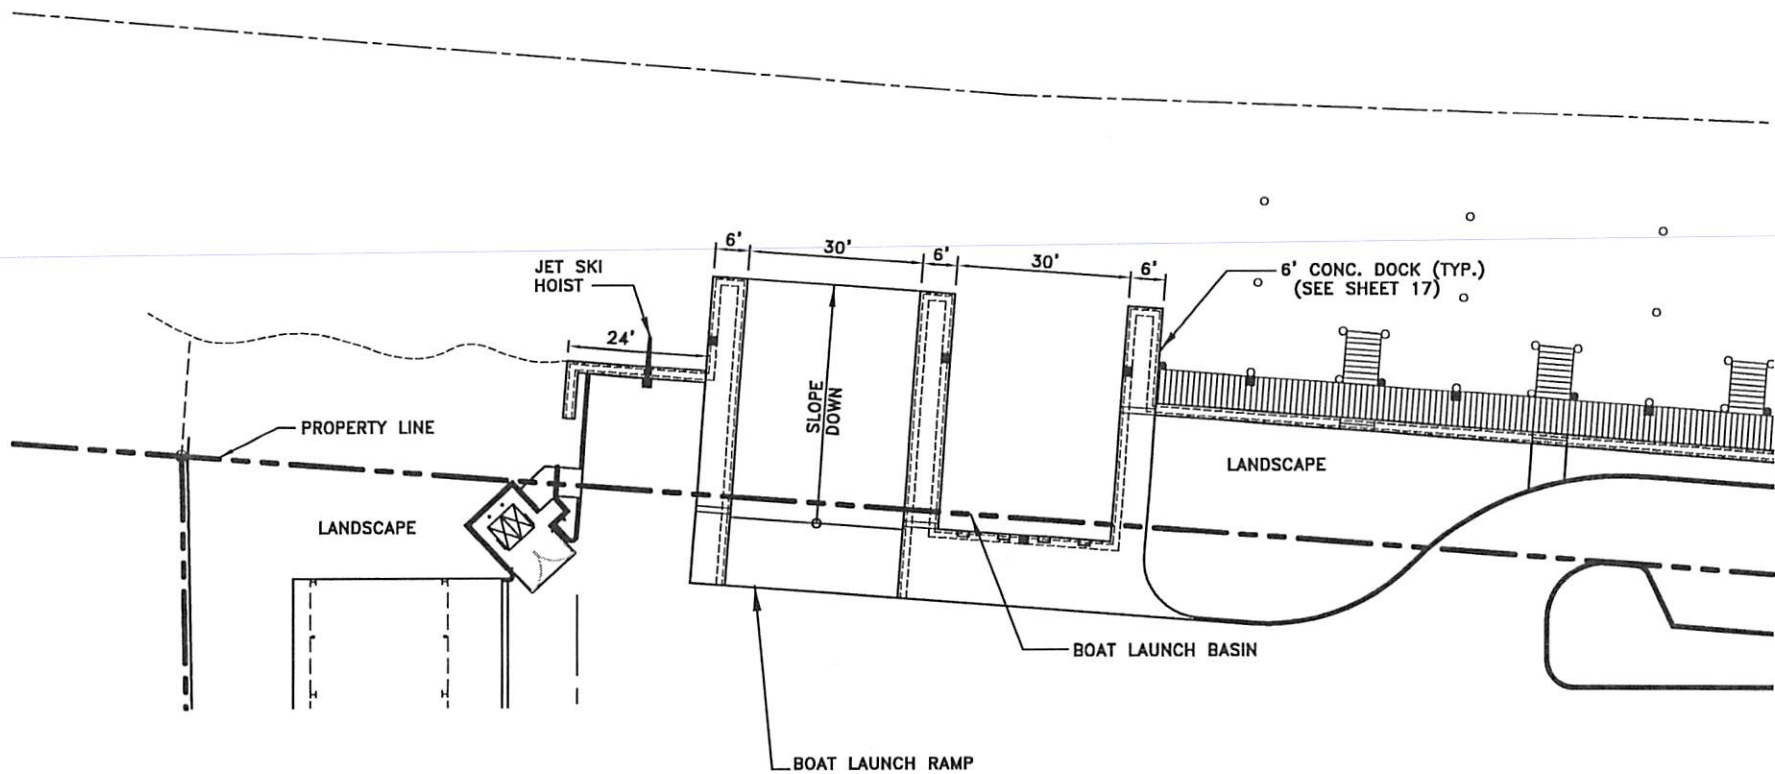 6'
30'
6'
30'
6'
JET SKI
HOIST
6' CONC. DOCK (TYP.)
(SEE SHEET 17)
24'
SLOPE
DOWN
PROPERTY LINE
LANDSCAPE
LANDSCAPE
BOAT LAUNCH BASIN
BOAT LAUNCH RAMP